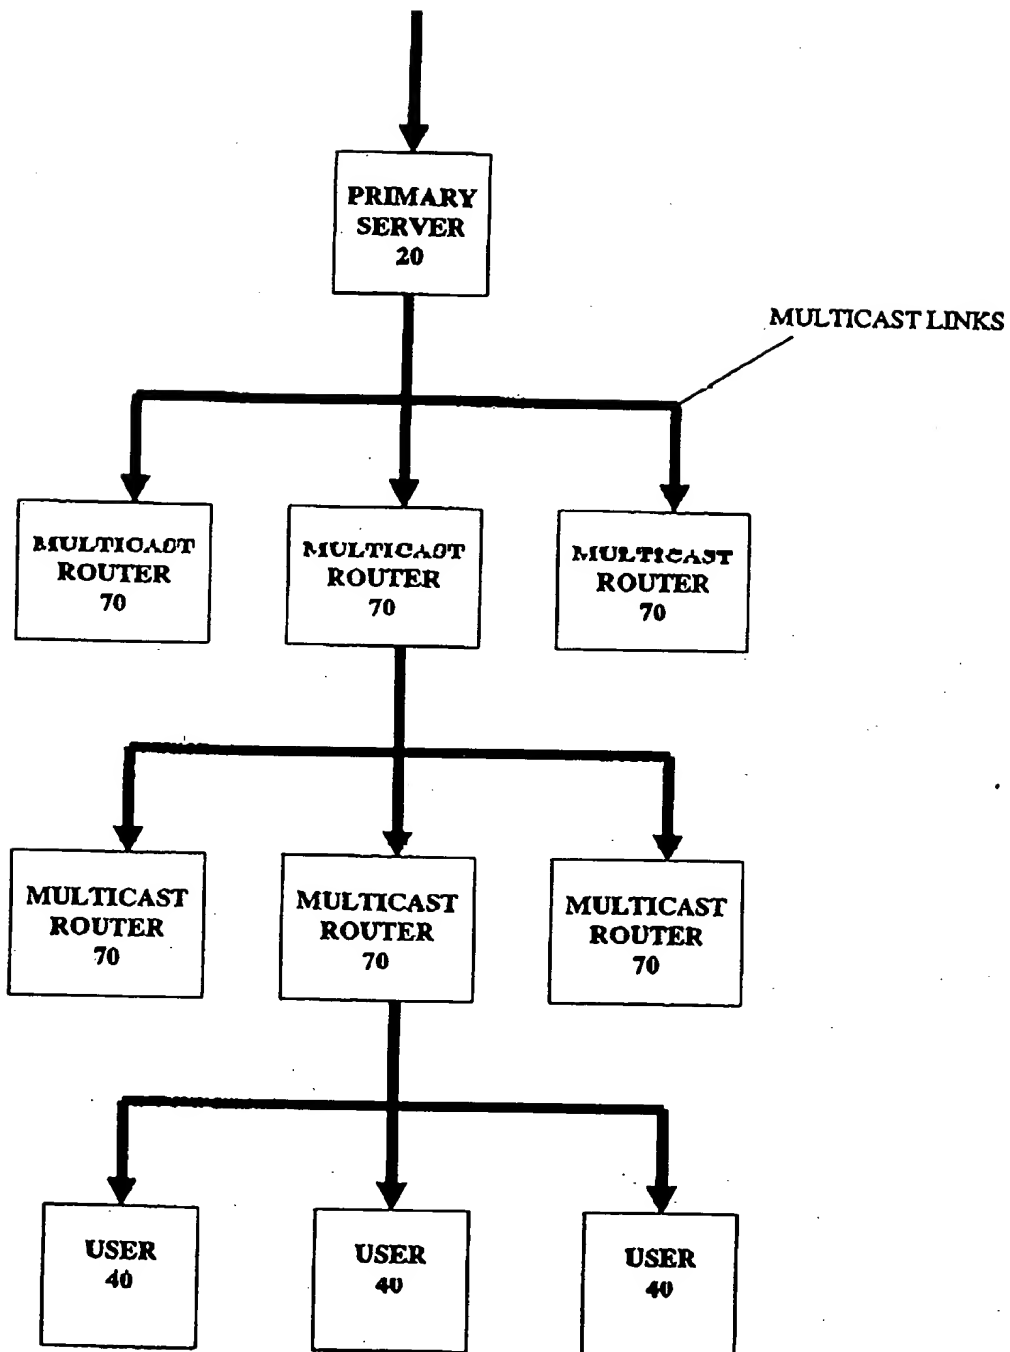 PRIMARY
SERVER
20
MULTICAST LINKS
MULTICAST
ROUTER
70
MULTICAST
ROUTER
70
MULTICAST
ROUTER
70
MULTICAST
ROUTER
70
MULTICAST
ROUTER
70
MULTICAST
ROUTER
70
USER
40
USER
40
USER
40